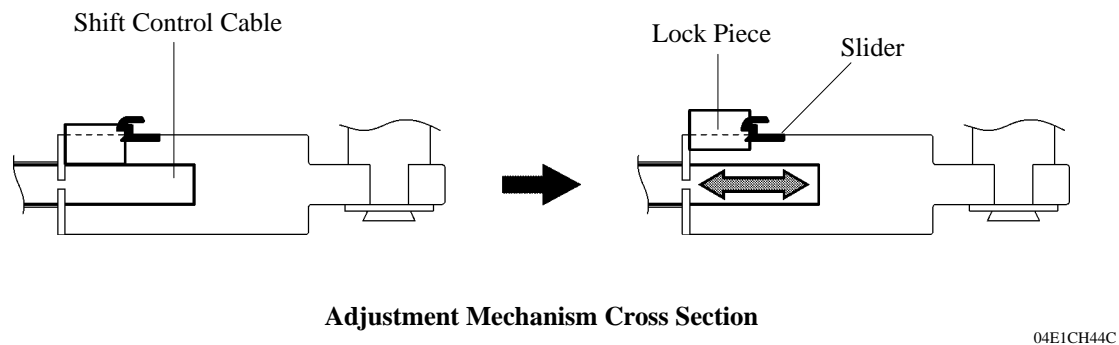 Shift Control Cable
Lock Piece
Slider
Adjustment Mechanism Cross Section
04E1CH44C